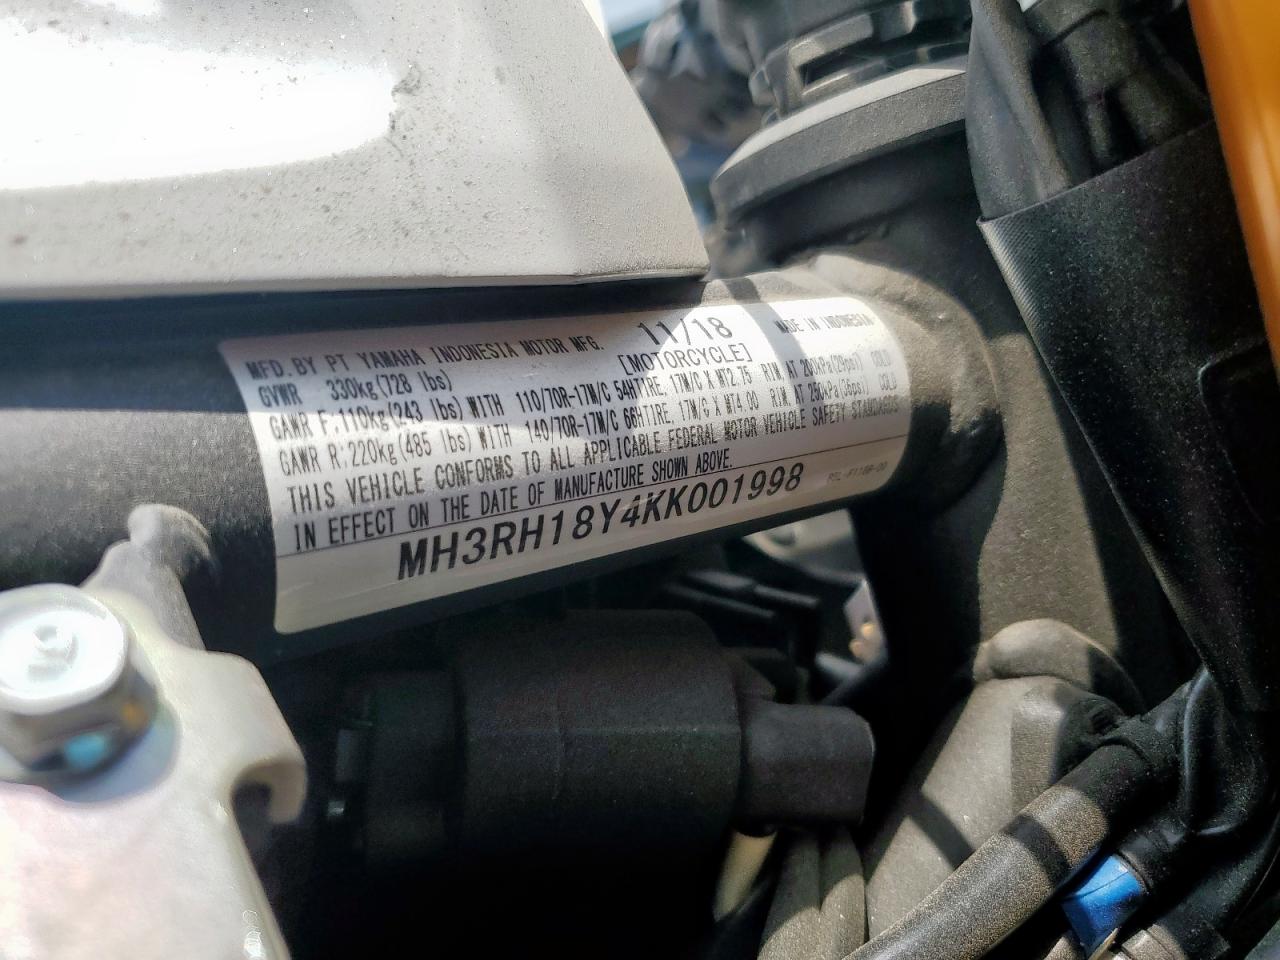 MFD. BY PT YAMAHA INDONESIA MOTOR MFG. 11/18 MADE IN INDONESIA
GVWR 330kg(728 lbs) [MOTORCYCLE]
GAWR F:110kg(243 lbs)WITH 110/70R-17M/C 54HTIRE, 17M/C X MT2.75 RIM AT 200kPa(29psi) COLD
GAWR R:220kg(485 lbs)WITH 140/70R-17M/C 66HTIRE, 17M/C X MT4.00 RIM. AT 250kPa(36psi) COLD
THIS VEHICLE CONFORMS TO ALL APPLICABLE FEDERAL MOTOR VEHICLE SAFETY STANDARDS
IN EFFECT ON THE DATE OF MANUFACTURE SHOWN ABOVE.
MH3RH18Y4KK001998